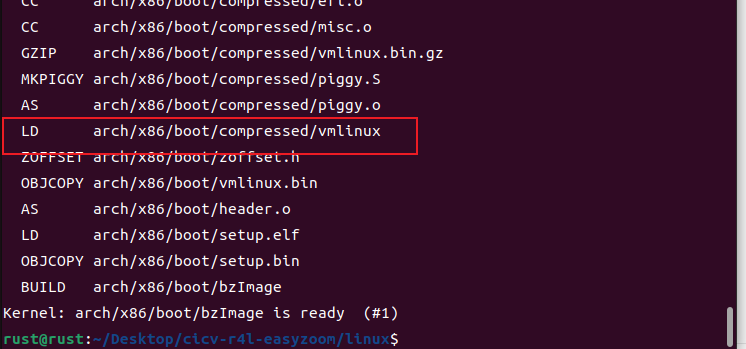 CC arch/x86/boot/compressed/efi.o
CC arch/x86/boot/compressed/misc.o
GZIP arch/x86/boot/compressed/vmlinux.bin.gz
MKPIGGY arch/x86/boot/compressed/piggy.S
AS arch/x86/boot/compressed/piggy.o
LD arch/x86/boot/compressed/vmlinux
ZOFFSET arch/x86/boot/zoffset.h
OBJCOPY arch/x86/boot/vmlinux.bin
AS arch/x86/boot/header.o
LD arch/x86/boot/setup.elf
OBJCOPY arch/x86/boot/setup.bin
BUILD arch/x86/boot/bzImage
Kernel: arch/x86/boot/bzImage is ready (#1)
rust@rust:~/Desktop/cicv-r4l-easyzoom/linux$